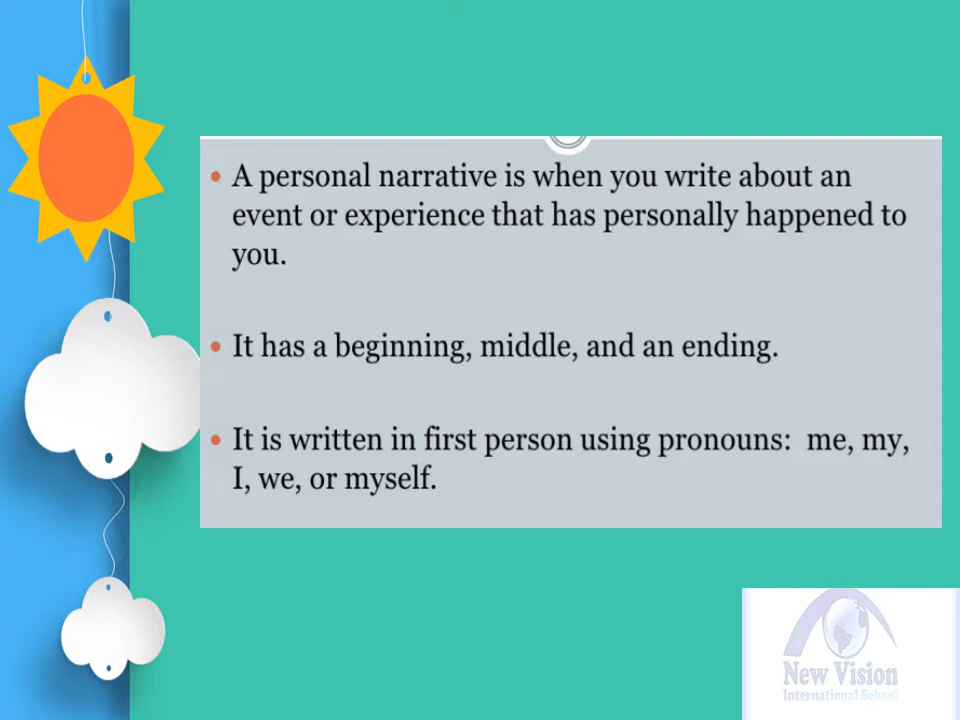 • A personal narrative is when you write about an
event or experience that has personally happened to
you.
• It has a beginning, middle, and an ending.
• It is written in first person using pronouns:  me, my,
I, we, or myself.
New Vision
International School